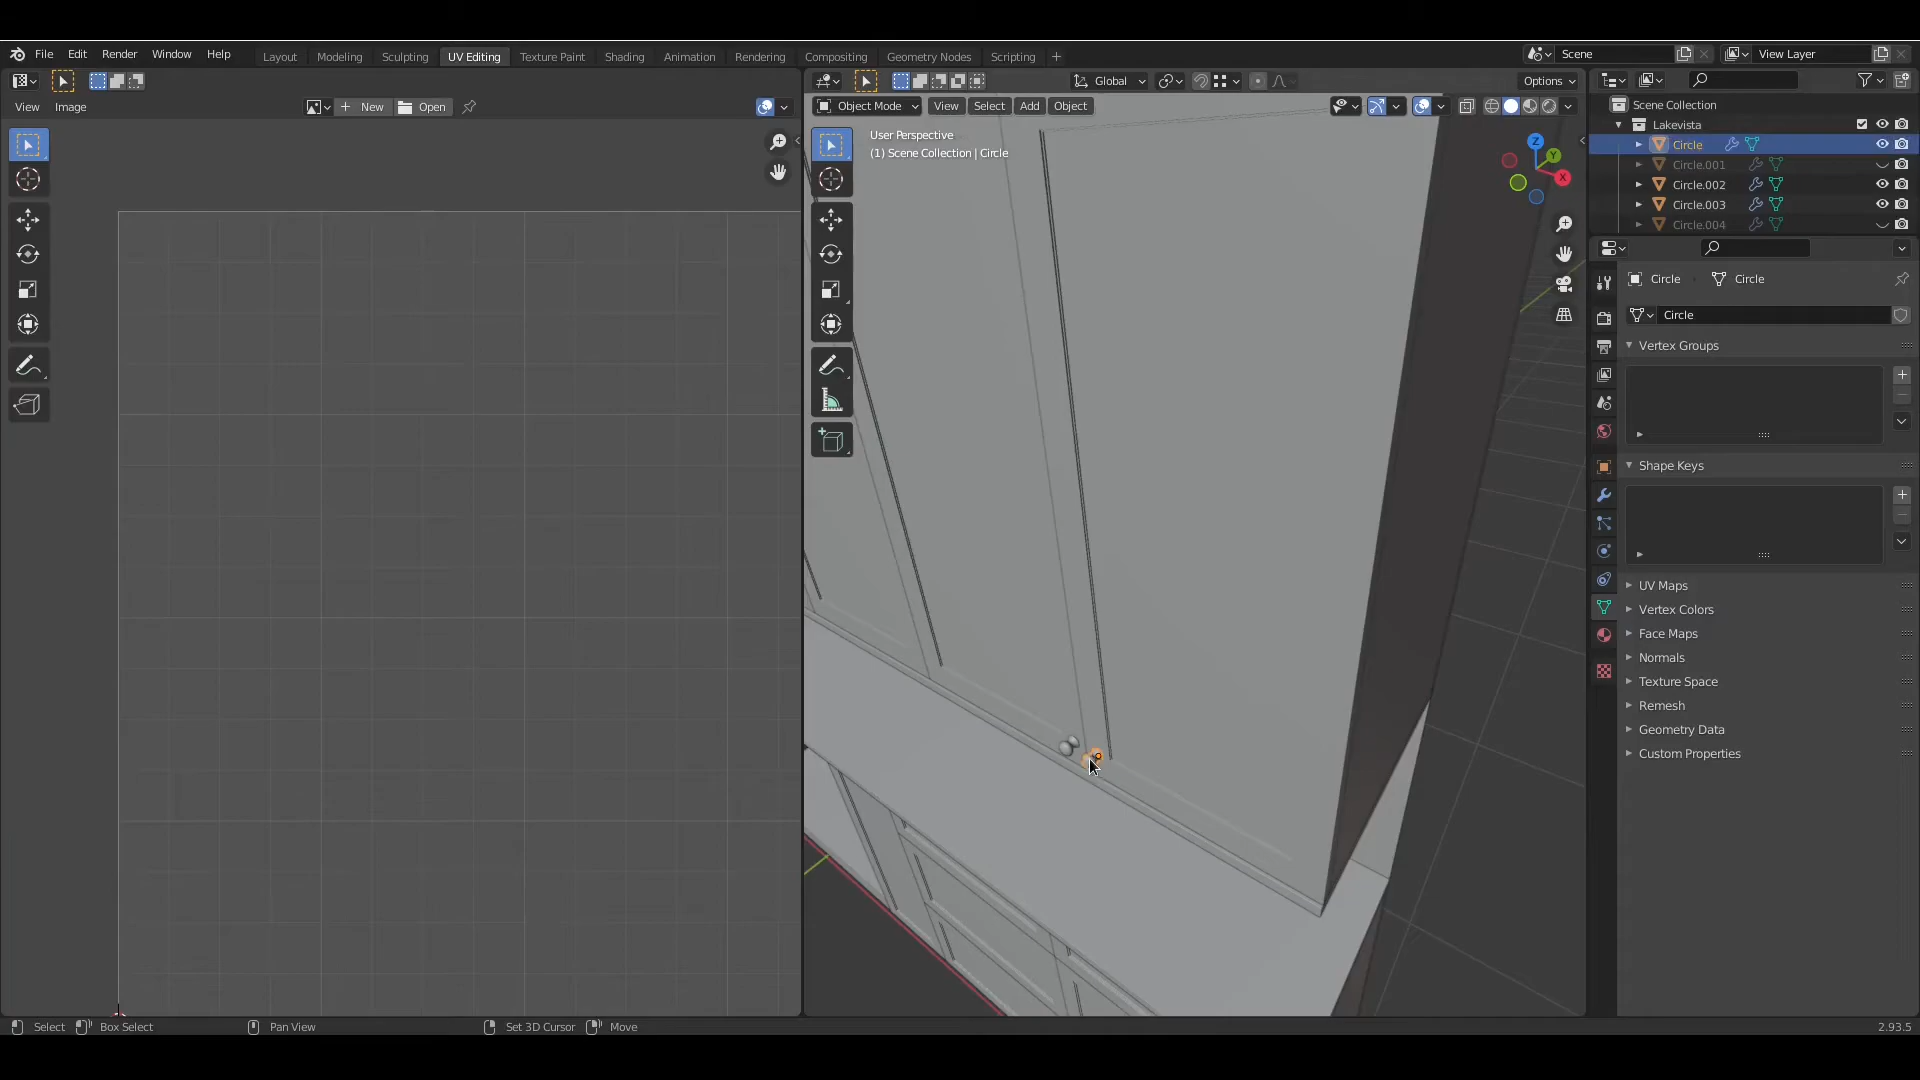 File Edit Render Window Help
Layout Modeling Sculpting UV Editing Texture Paint Shading Animation Rendering Compositing Geometry Nodes Scripting
Scene
View Layer
Global
Options
View Image
New
Open
Object Mode View Select Add Object
User Perspective
(1) Scene Collection | Circle
Z
Y
X
Scene Collection
Lakevista
Circle
Circle.001
Circle.002
Circle.003
Circle.004
Circle
Circle
Circle
Vertex Groups
Shape Keys
UV Maps
Vertex Colors
Face Maps
Normals
Texture Space
Remesh
Geometry Data
Custom Properties
Select
Box Select
Pan View
Set 3D Cursor
Move
2.93.5